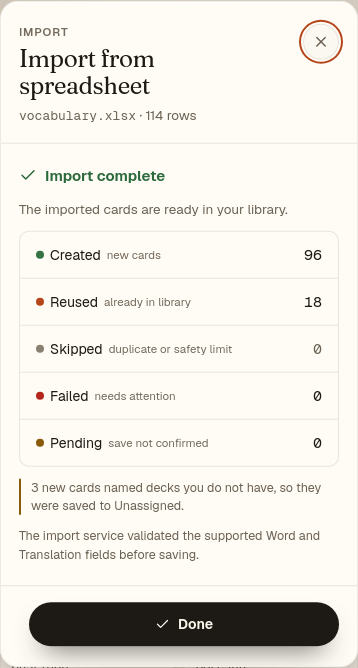 IMPORT
Import from
spreadsheet
vocabulary.xlsx · 114 rows
Import complete
The imported cards are ready in your library.
Created new cards 96
Reused already in library 18
Skipped duplicate or safety limit 0
Failed needs attention 0
Pending save not confirmed 0
3 new cards named decks you do not have, so they
were saved to Unassigned.
The import service validated the supported Word and
Translation fields before saving.
Done